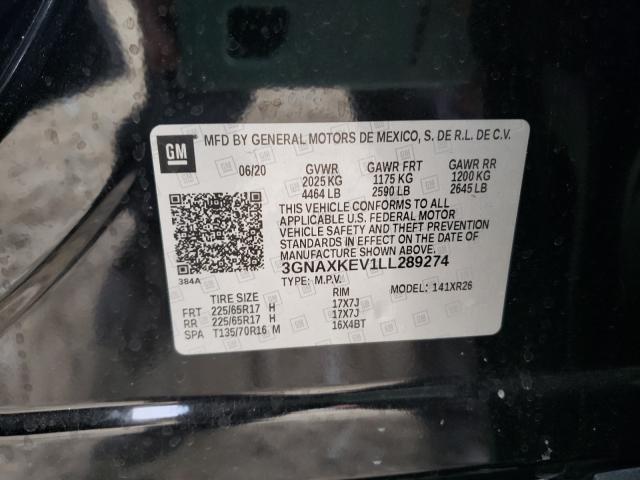 GM MFD BY GENERAL MOTORS DE MEXICO, S. DE R.L. DE C.V.
06/20 GVWR GAWR FRT GAWR RR
2025 KG 1175 KG 1200 KG
4464 LB 2590 LB 2645 LB
THIS VEHICLE CONFORMS TO ALL
APPLICABLE U.S. FEDERAL MOTOR
VEHICLE SAFETY AND THEFT PREVENTION
STANDARDS IN EFFECT ON THE DATE OF
MANUFACTURE SHOWN ABOVE.
384A 3GNAXKEV1LL289274
TYPE: M.P.V. MODEL: 141XR26
TIRE SIZE RIM
FRT 225/65R17 H 17X7J
RR 225/65R17 H 17X7J
SPA T135/70R16 M 16X4BT